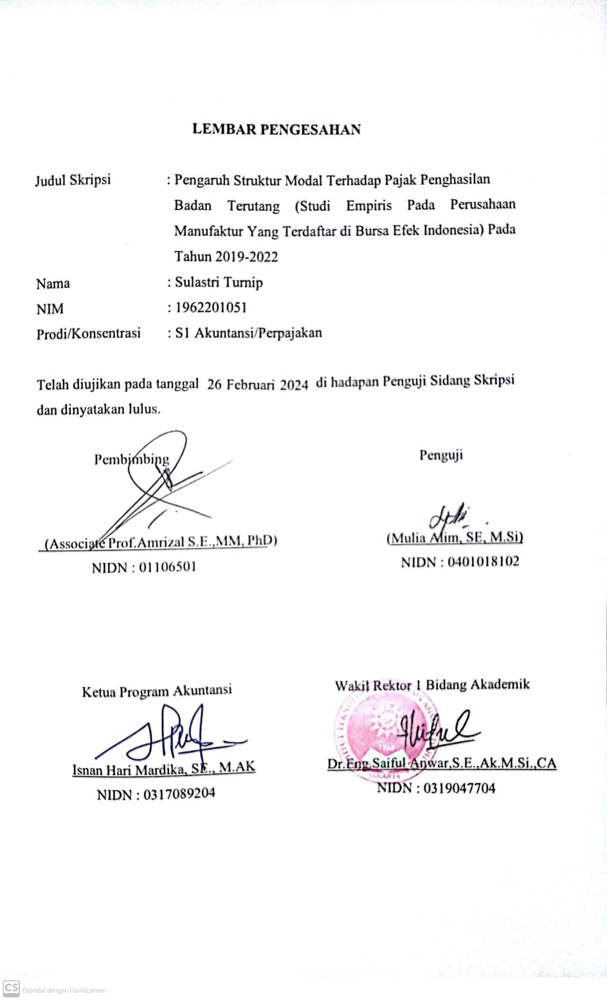 LEMBAR PENGESAHAN
Judul Skripsi : Pengaruh Struktur Modal Terhadap Pajak Penghasilan
Badan Terutang (Studi Empiris Pada Perusahaan
Manufaktur Yang Terdaftar di Bursa Efek Indonesia) Pada
Tahun 2019-2022
Nama : Sulastri Turnip
NIM : 1962201051
Prodi/Konsentrasi : S1 Akuntansi/Perpajakan
Telah diujikan pada tanggal 26 Februari 2024 di hadapan Penguji Sidang Skripsi
dan dinyatakan lulus.
Pembimbing Penguji
(Associate Prof.Amrizal S.E.,MM, PhD) (Mulia Alim, SE, M.Si)
NIDN : 01106501 NIDN : 0401018102
Ketua Program Akuntansi Wakil Rektor 1 Bidang Akademik
Isnan Hari Mardika, SE., M.AK Dr.Eng.Saiful Anwar,S.E.,Ak.M.Si.,CA
NIDN : 0317089204 NIDN : 0319047704
JAKARTA
CS Dipindai dengan CamScanner